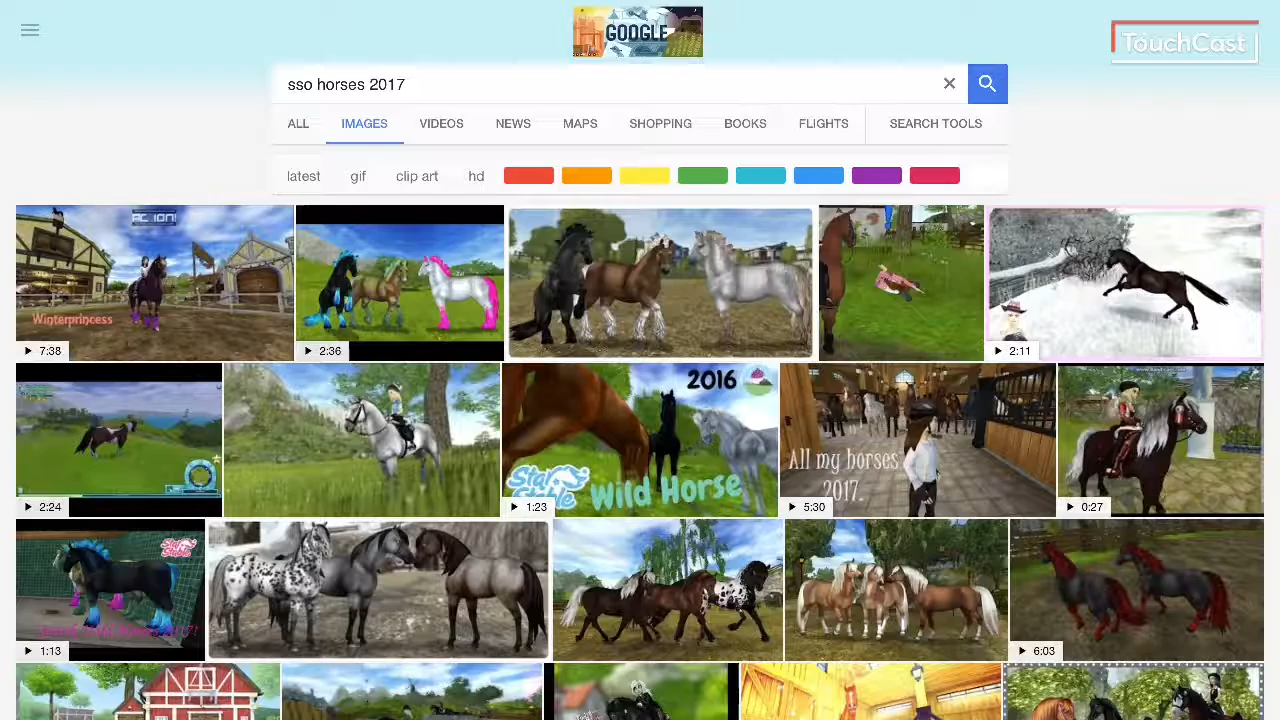 GOOGLE
TouchCast
sso horses 2017
ALL IMAGES VIDEOS NEWS MAPS SHOPPING BOOKS FLIGHTS SEARCH TOOLS
latest gif clip art hd
Winterprincess
7:38
2:36
2:11
2:24
2016
Star Stable
Wild Horse
1:23
All my horses
2017.
5:30
0:27
Star Stable
1:13
6:03